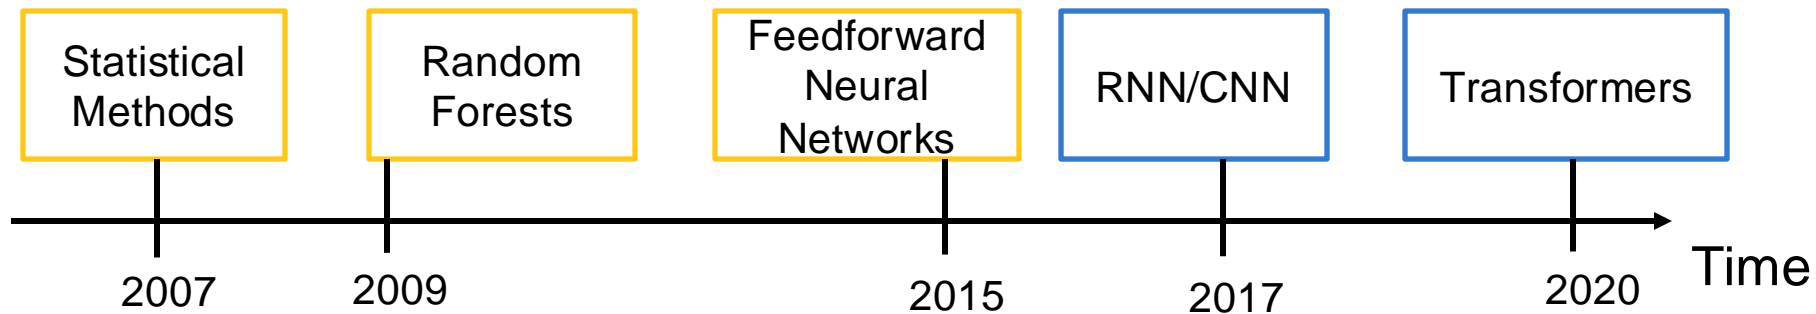 Statistical
Methods
Random
Forests
Feedforward
Neural
Networks
RNN/CNN
Transformers
2007
2009
2015
2017
2020
Time